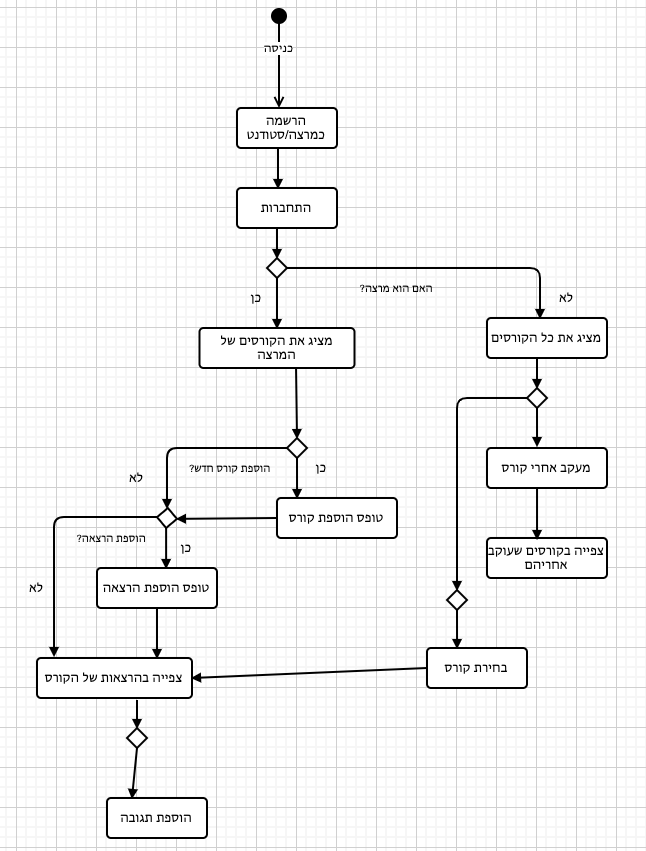 כניסה
הרשמה
כמרצה/סטודנט
התחברות
האם הוא מרצה?
כן
לא
מציג את הקורסים של
המרצה
מציג את כל הקורסים
הוספת קורס חדש?
כן
לא
מעקב אחרי קורס
טופס הוספת קורס
הוספת הרצאה?
כן
לא
צפייה בקורסים שעוקב
אחריהם
טופס הוספת הרצאה
בחירת קורס
צפייה בהרצאות של הקורס
הוספת תגובה